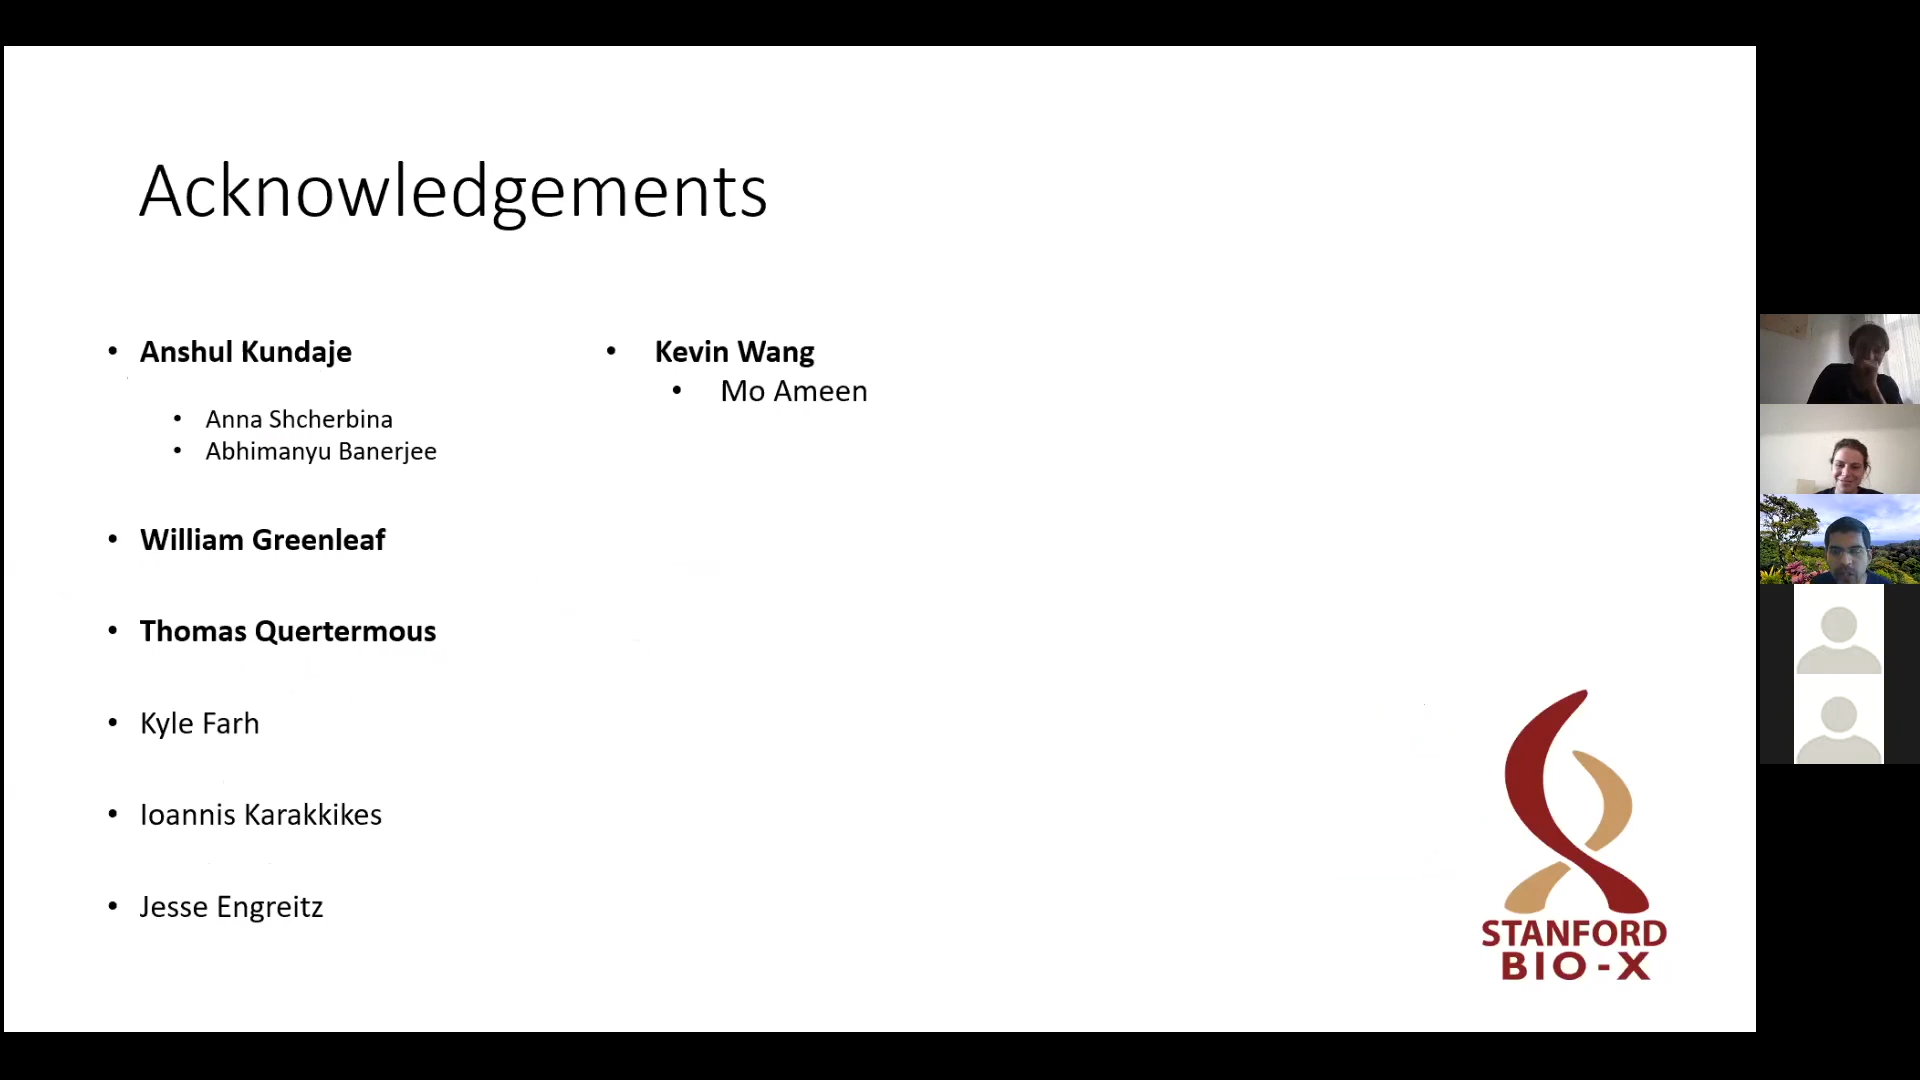 Acknowledgements
• Anshul Kundaje
• Anna Shcherbina
• Abhimanyu Banerjee
• William Greenleaf
• Thomas Quertermous
• Kyle Farh
• Ioannis Karakkikes
• Jesse Engreitz
• Kevin Wang
• Mo Ameen
STANFORD
BIO-X